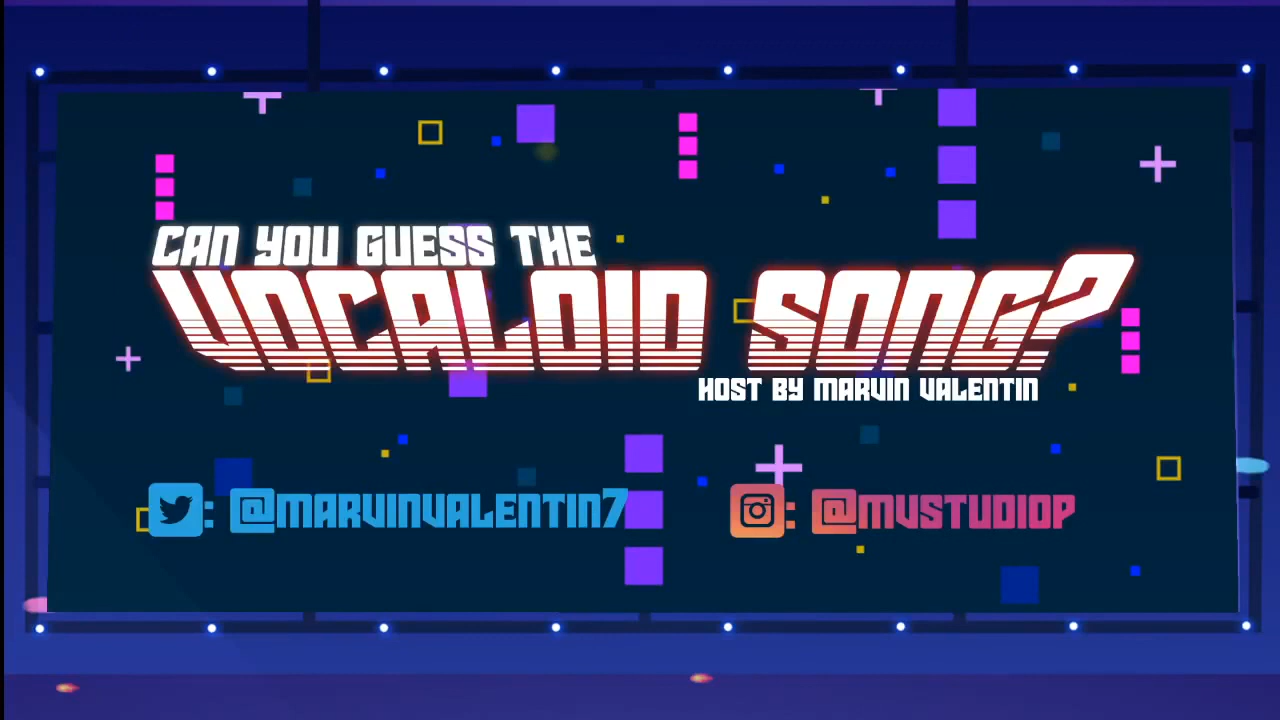 CAN YOU GUESS THE
VOCALOID SONG?
HOST BY MARVIN VALENTIN
: @MARVINVALENTIN7
: @MVSTUDIOP